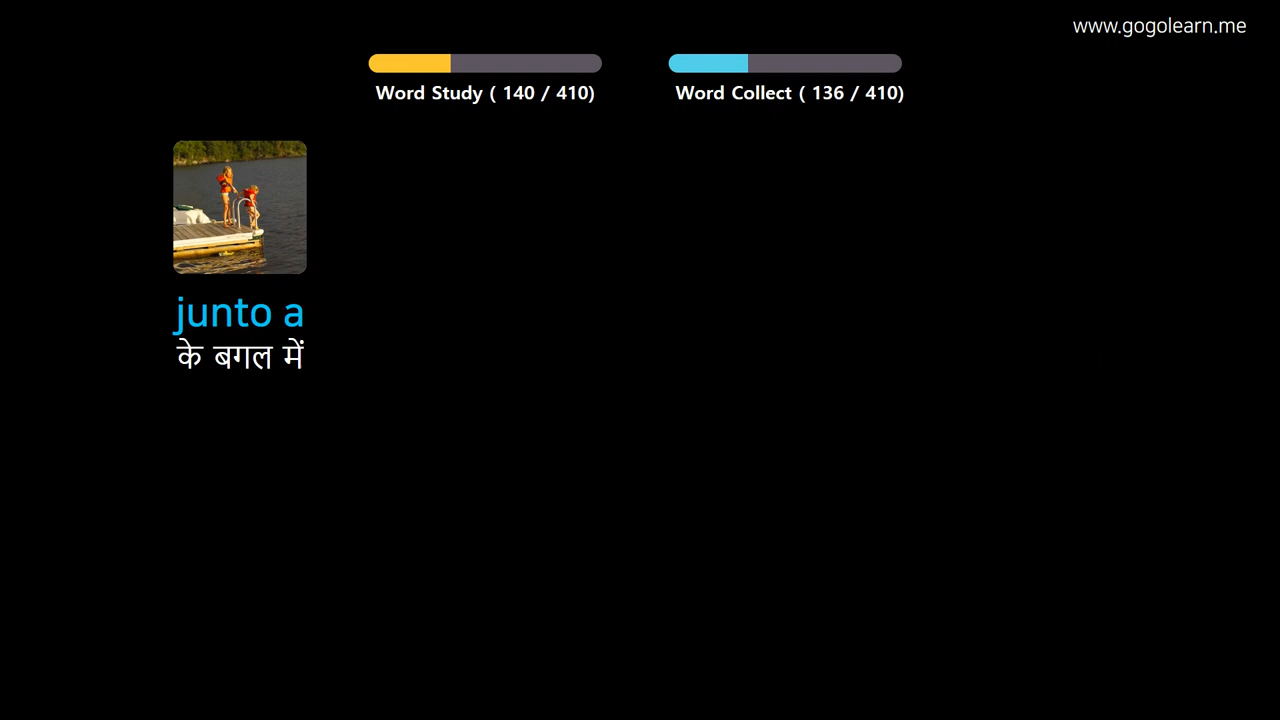 www.gogolearn.me
Word Study ( 140 / 410)
Word Collect ( 136 / 410)
junto a
के बगल में